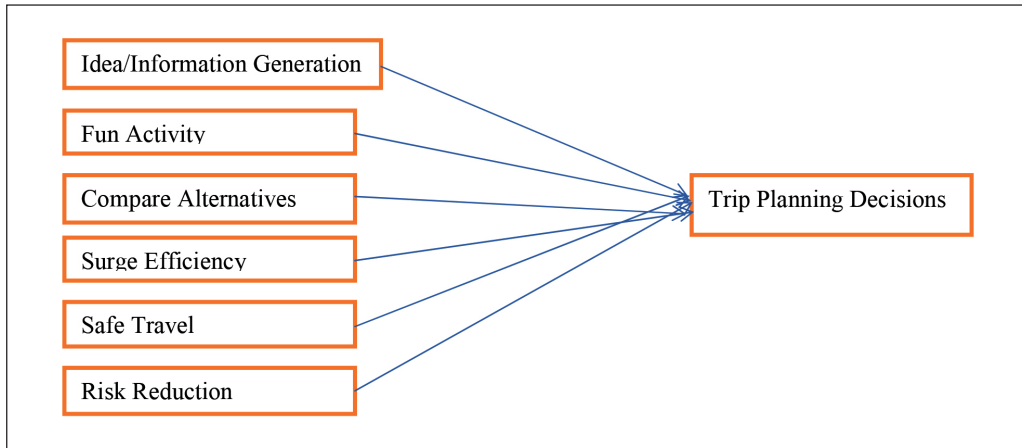 Idea/Information Generation
Fun Activity
Compare Alternatives
Surge Efficiency
Safe Travel
Risk Reduction
Trip Planning Decisions